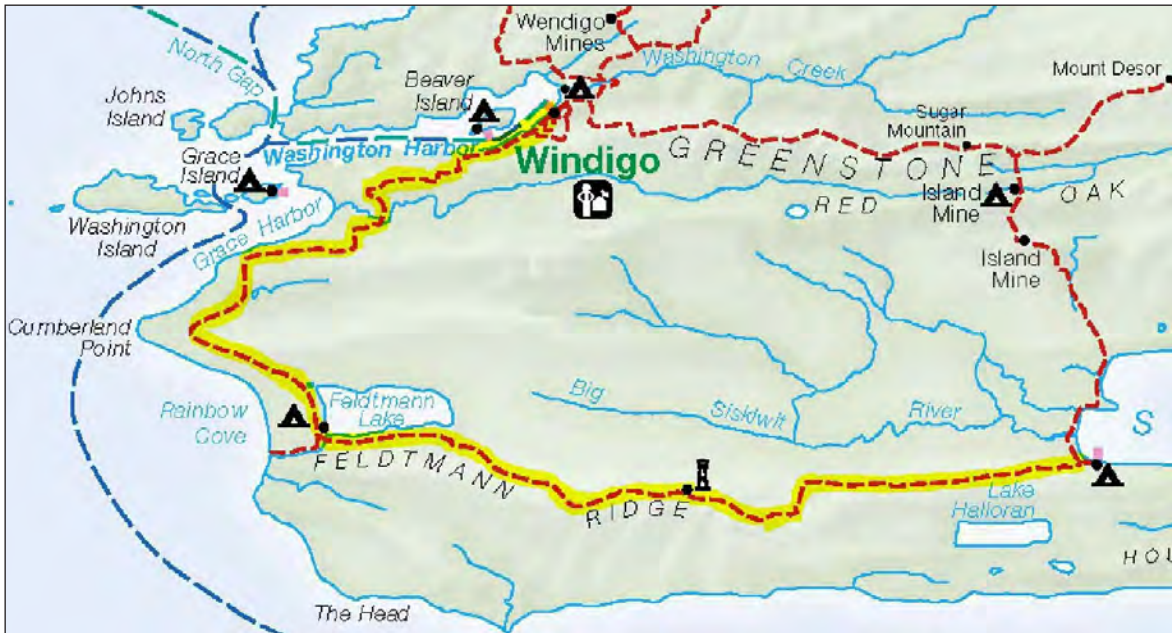 Wendigo
Mines
Washington
Creek
Mount Desor
North Gap
Beaver
Island
Johns
Island
Sugar
Mountain
Washington Harbor
Windigo
GREENSTONE
Grace
Island
Island
Mine
OAK
RED
Washington
Island
Grace Harbor
Island
Mine
Cumberland
Point
Rainbow
Cove
Feldtmann
Lake
Big
Siskiwit
River
S
FELDTMANN
RIDGE
Lake
Halloran
HOU
The Head